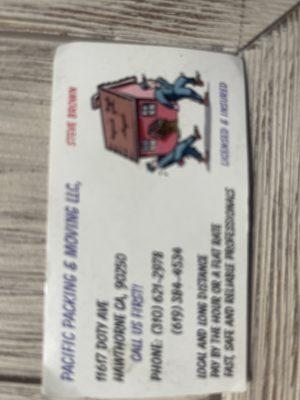 PACIFIC PACKING & MOVING LLC,
STEVE BROWN
11617 DOTY AVE
HAWTHORNE CA, 90250
CALL US FIRST!
PHONE: (310) 621-2978
(619) 384-4534
LICENSED & INSURED
LOCAL AND LONG DISTANCE
PAY BY THE HOUR OR A FLAT RATE
FAST, SAFE AND RELIABLE PROFESSIONALS